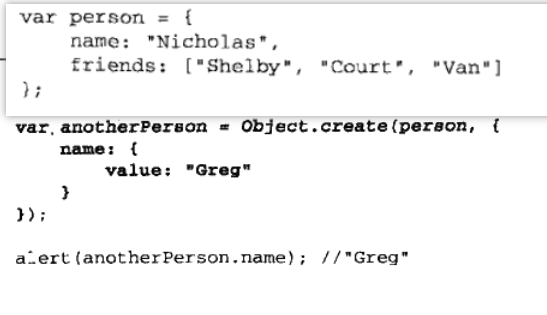 var person = {
    name: "Nicholas",
    friends: ["Shelby", "Court", "Van"]
};
var anotherPerson = Object.create(person, {
    name: {
        value: "Greg"
    }
});
alert(anotherPerson.name); //"Greg"